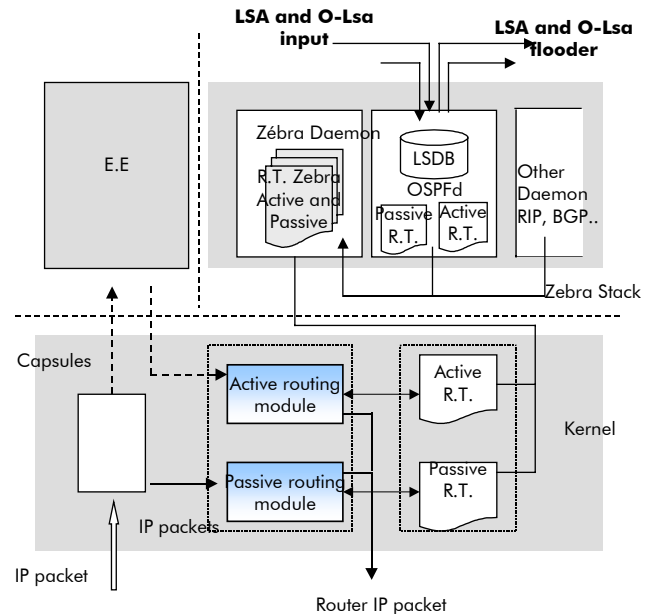 LSA and O-Lsa
input
LSA and O-Lsa
flooder
E.E
Zébra Daemon
R.T. Zebra
Active and
Passive
LSDB
OSPFd
Passive
R.T.
Active
R.T.
Other
Daemon
RIP, BGP..
Zebra Stack
Capsules
Active routing
module
Active
R.T.
Kernel
Passive routing
module
Passive
R.T.
IP packets
IP packet
Router IP packet